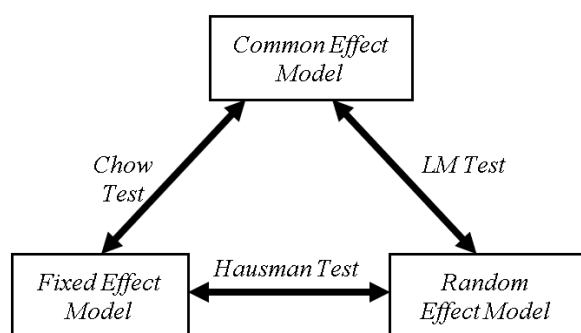 Common Effect
Model
Chow
Test
LM Test
Hausman Test
Fixed Effect
Model
Random
Effect Model